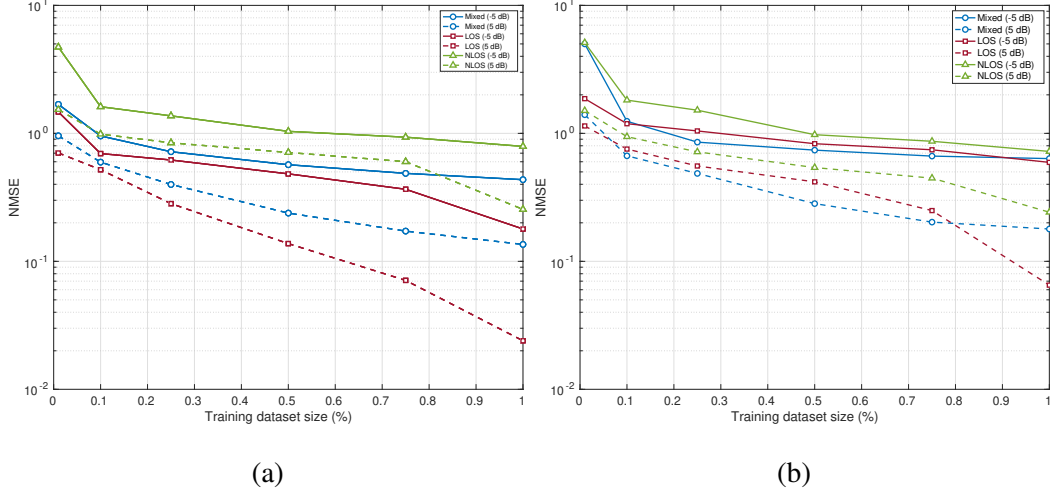 10^1
10^0
10^-1
10^-2
NMSE
0 0.1 0.2 0.3 0.4 0.5 0.6 0.7 0.8 0.9 1
Training dataset size (%)
Mixed (-5 dB)
Mixed (5 dB)
LOS (-5 dB)
LOS (5 dB)
NLOS (-5 dB)
NLOS (5 dB)
(a)
10^1
10^0
10^-1
10^-2
NMSE
0 0.1 0.2 0.3 0.4 0.5 0.6 0.7 0.8 0.9 1
Training dataset size (%)
Mixed (-5 dB)
Mixed (5 dB)
LOS (-5 dB)
LOS (5 dB)
NLOS (-5 dB)
NLOS (5 dB)
(b)